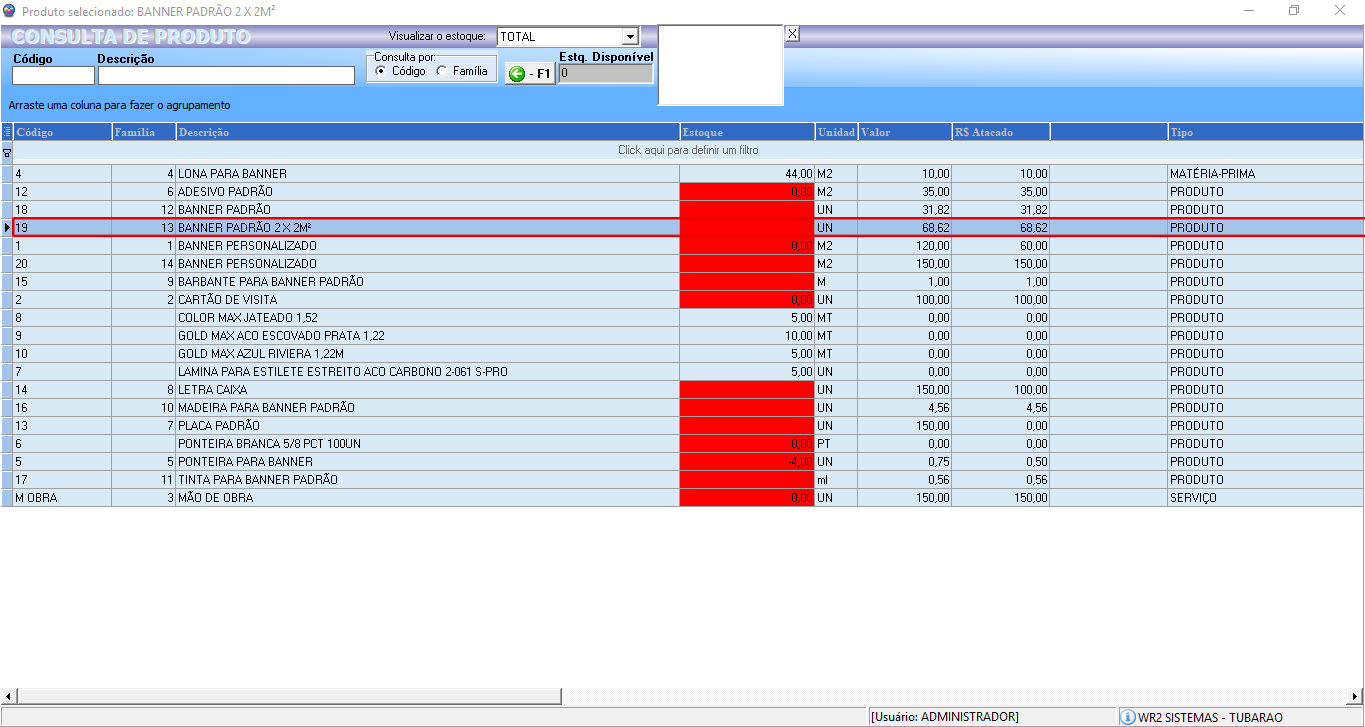 Produto selecionado: BANNER PADRÃO 2 X 2M²
CONSULTA DE PRODUTO
Visualizar o estoque: TOTAL
Código Descrição
Consulta por:
Código Família
- F1
Estq. Disponível
0
X
Arraste uma coluna para fazer o agrupamento
Código Família Descrição Estoque Unidad Valor R$ Atacado Tipo
Click aqui para definir um filtro
4 4 LONA PARA BANNER 44,00 M2 10,00 10,00 MATÉRIA-PRIMA
12 6 ADESIVO PADRÃO 0,00 M2 35,00 35,00 PRODUTO
18 12 BANNER PADRÃO UN 31,82 31,82 PRODUTO
19 13 BANNER PADRÃO 2 X 2M² UN 68,62 68,62 PRODUTO
1 1 BANNER PERSONALIZADO 0,00 M2 120,00 60,00 PRODUTO
20 14 BANNER PERSONALIZADO M2 150,00 150,00 PRODUTO
15 9 BARBANTE PARA BANNER PADRÃO M 1,00 1,00 PRODUTO
2 2 CARTÃO DE VISITA 0,00 UN 100,00 100,00 PRODUTO
8 COLOR MAX JATEADO 1,52 5,00 MT 0,00 0,00 PRODUTO
9 GOLD MAX ACO ESCOVADO PRATA 1,22 10,00 MT 0,00 0,00 PRODUTO
10 GOLD MAX AZUL RIVIERA 1,22M 5,00 MT 0,00 0,00 PRODUTO
7 LAMINA PARA ESTILETE ESTREITO ACO CARBONO 2-061 S-PRO 5,00 UN 0,00 0,00 PRODUTO
14 8 LETRA CAIXA UN 150,00 100,00 PRODUTO
16 10 MADEIRA PARA BANNER PADRÃO UN 4,56 4,56 PRODUTO
13 7 PLACA PADRÃO UN 150,00 0,00 PRODUTO
6 PONTEIRA BRANCA 5/8 PCT 100UN 0,00 PT 0,00 0,00 PRODUTO
5 5 PONTEIRA PARA BANNER -4,00 UN 0,75 0,50 PRODUTO
17 11 TINTA PARA BANNER PADRÃO ml 0,56 0,56 PRODUTO
M OBRA 3 MÃO DE OBRA 0,00 UN 150,00 150,00 SERVIÇO
[Usuário: ADMINISTRADOR] WR2 SISTEMAS - TUBARAO